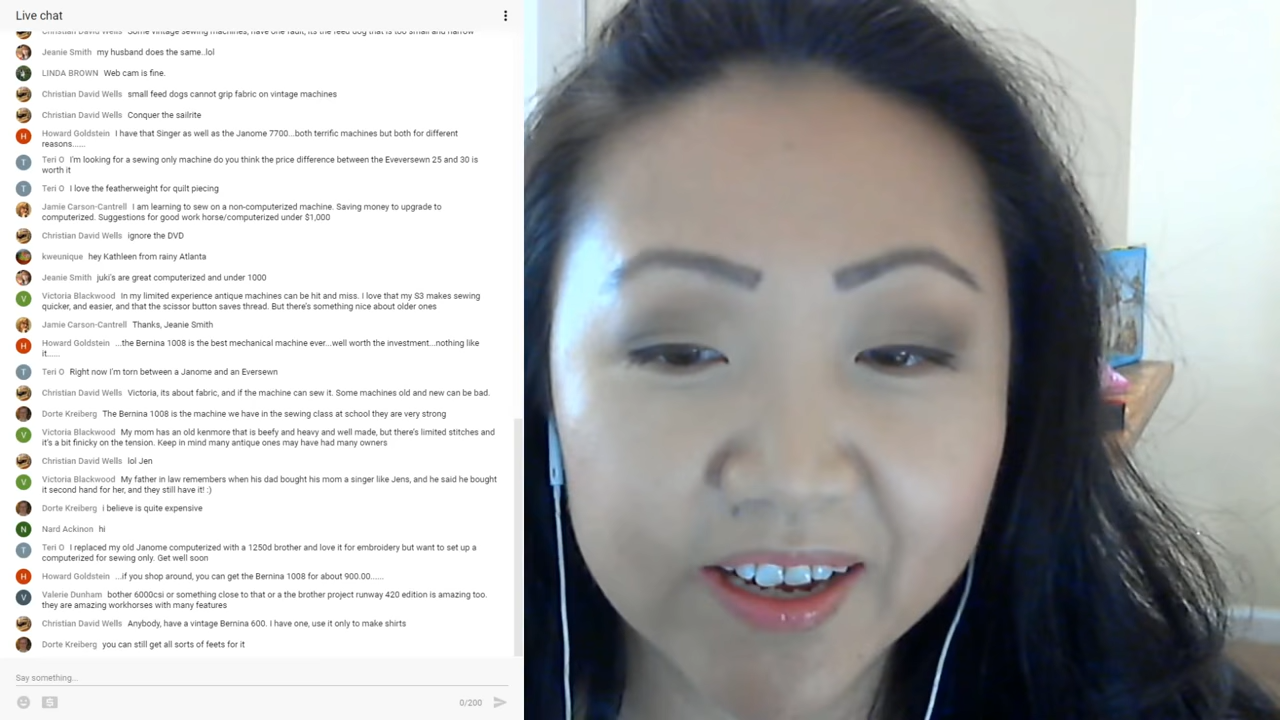 Live chat
Christian David Wells Some vintage sewing machines, have one fault, its the feed dog that is too small and narrow
Jeanie Smith my husband does the same..lol
LINDA BROWN Web cam is fine.
Christian David Wells small feed dogs cannot grip fabric on vintage machines
Christian David Wells Conquer the sailrite
H Howard Goldstein I have that Singer as well as the Janome 7700...both terrific machines but both for different
reasons......
T Teri O I'm looking for a sewing only machine do you think the price difference between the Eveversewn 25 and 30 is
worth it
T Teri O I love the featherweight for quilt piecing
Jamie Carson-Cantrell I am learning to sew on a non-computerized machine. Saving money to upgrade to
computerized. Suggestions for good work horse/computerized under $1,000
Christian David Wells ignore the DVD
kweunique hey Kathleen from rainy Atlanta
Jeanie Smith juki's are great computerized and under 1000
V Victoria Blackwood In my limited experience antique machines can be hit and miss. I love that my S3 makes sewing
quicker, and easier, and that the scissor button saves thread. But there's something nice about older ones
Jamie Carson-Cantrell Thanks, Jeanie Smith
H Howard Goldstein ...the Bernina 1008 is the best mechanical machine ever...well worth the investment...nothing like
it......
T Teri O Right now I'm torn between a Janome and an Eversewn
Christian David Wells Victoria, its about fabric, and if the machine can sew it. Some machines old and new can be bad.
Dorte Kreiberg The Bernina 1008 is the machine we have in the sewing class at school they are very strong
V Victoria Blackwood My mom has an old kenmore that is beefy and heavy and well made, but there's limited stitches and
it's a bit finicky on the tension. Keep in mind many antique ones may have had many owners
Christian David Wells lol Jen
V Victoria Blackwood My father in law remembers when his dad bought his mom a singer like Jens, and he said he bought
it second hand for her, and they still have it! :)
Dorte Kreiberg i believe is quite expensive
N Nard Ackinon hi
T Teri O I replaced my old Janome computerized with a 1250d brother and love it for embroidery but want to set up a
computerized for sewing only. Get well soon
H Howard Goldstein ...if you shop around, you can get the Bernina 1008 for about 900.00......
V Valerie Dunham bother 6000csi or something close to that or a the brother project runway 420 edition is amazing too.
they are amazing workhorses with many features
Christian David Wells Anybody, have a vintage Bernina 600. I have one, use it only to make shirts
Dorte Kreiberg you can still get all sorts of feets for it
Say something...
0/200